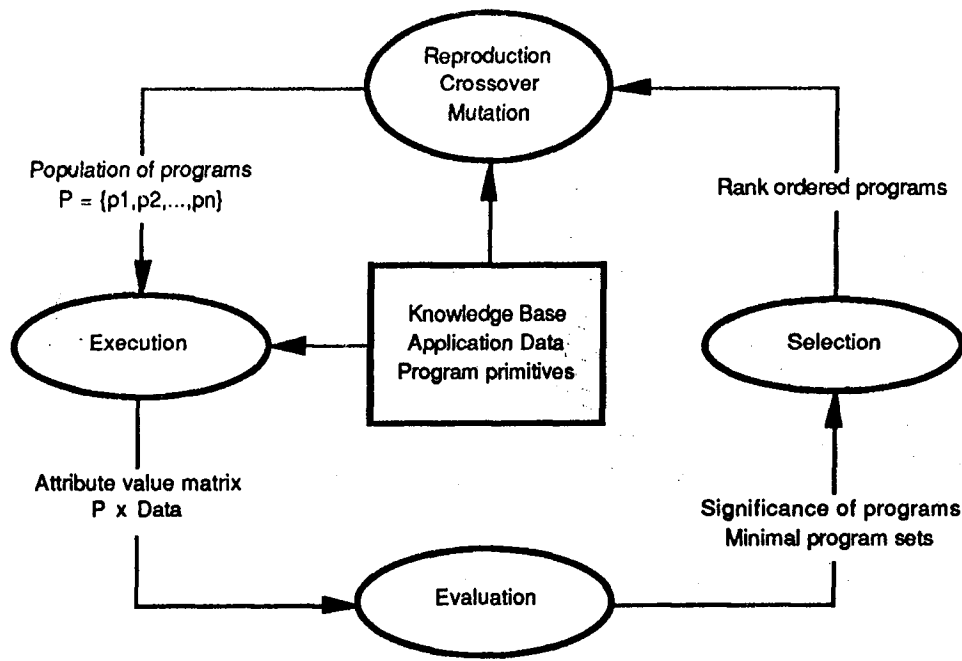 Reproduction
Crossover
Mutation
Population of programs
P = {p1,p2,...,pn}
Rank ordered programs
Knowledge Base
Application Data
Program primitives
Execution
Selection
Attribute value matrix
P x Data
Significance of programs
Minimal program sets
Evaluation